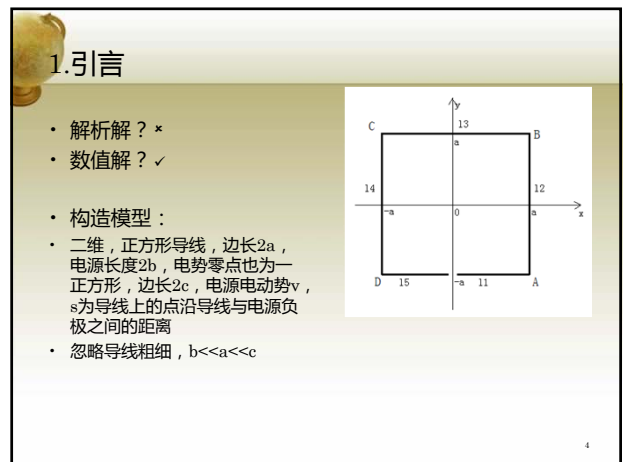 1.引言
• 解析解？×
• 数值解？✓
• 构造模型：
• 二维，正方形导线，边长2a，
电源长度2b，电势零点也为一
正方形，边长2c，电源电动势v，
s为导线上的点沿导线与电源负
极之间的距离
• 忽略导线粗细，b<<a<<c
y
C 13 B
a
14 12
-a 0 a x
D 15 -a 11 A
4